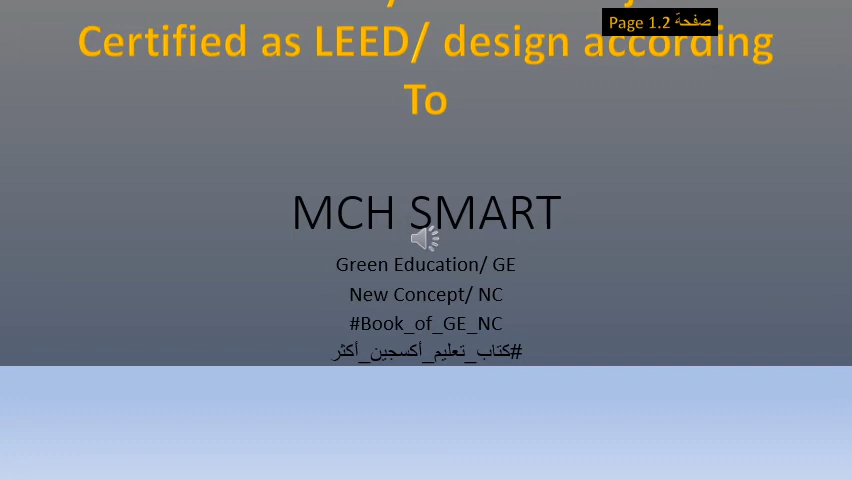 Page 1.2 صفحة
Certified as LEED/ design according
To
MCH SMART
Green Education/ GE
New Concept/ NC
#Book_of_GE_NC
#كتاب_تعليم_أكسجين_أكثر